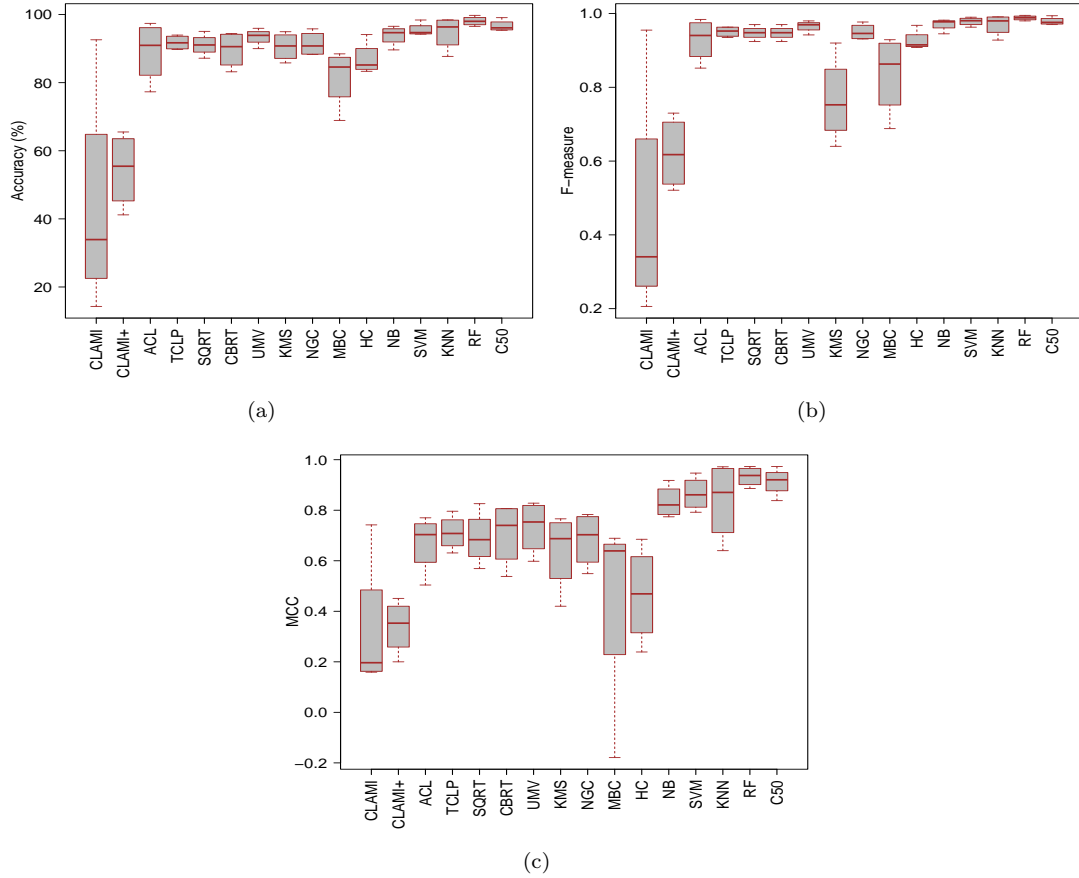 Accuracy (%)
100
80
60
40
20
CLAMI
CLAMI+
ACL
TCLP
SQRT
CBRT
UMV
KMS
NGC
MBC
HC
NB
SVM
KNN
RF
C50
(a)
F−measure
1.0
0.8
0.6
0.4
0.2
CLAMI
CLAMI+
ACL
TCLP
SQRT
CBRT
UMV
KMS
NGC
MBC
HC
NB
SVM
KNN
RF
C50
(b)
MCC
1.0
0.8
0.6
0.4
0.2
0.0
−0.2
CLAMI
CLAMI+
ACL
TCLP
SQRT
CBRT
UMV
KMS
NGC
MBC
HC
NB
SVM
KNN
RF
C50
(c)